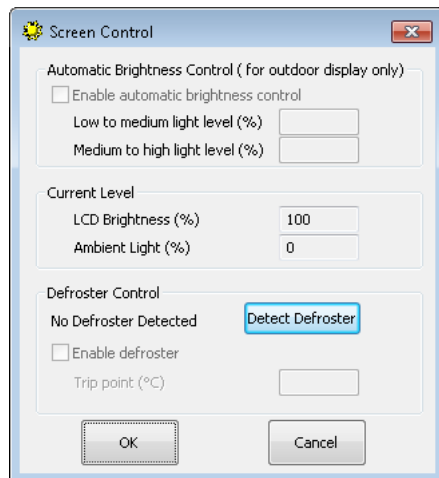 Screen Control
Automatic Brightness Control ( for outdoor display only)
Enable automatic brightness control
Low to medium light level (%)
Medium to high light level (%)
Current Level
LCD Brightness (%) 100
Ambient Light (%) 0
Defroster Control
No Defroster Detected Detect Defroster
Enable defroster
Trip point (°C)
OK Cancel